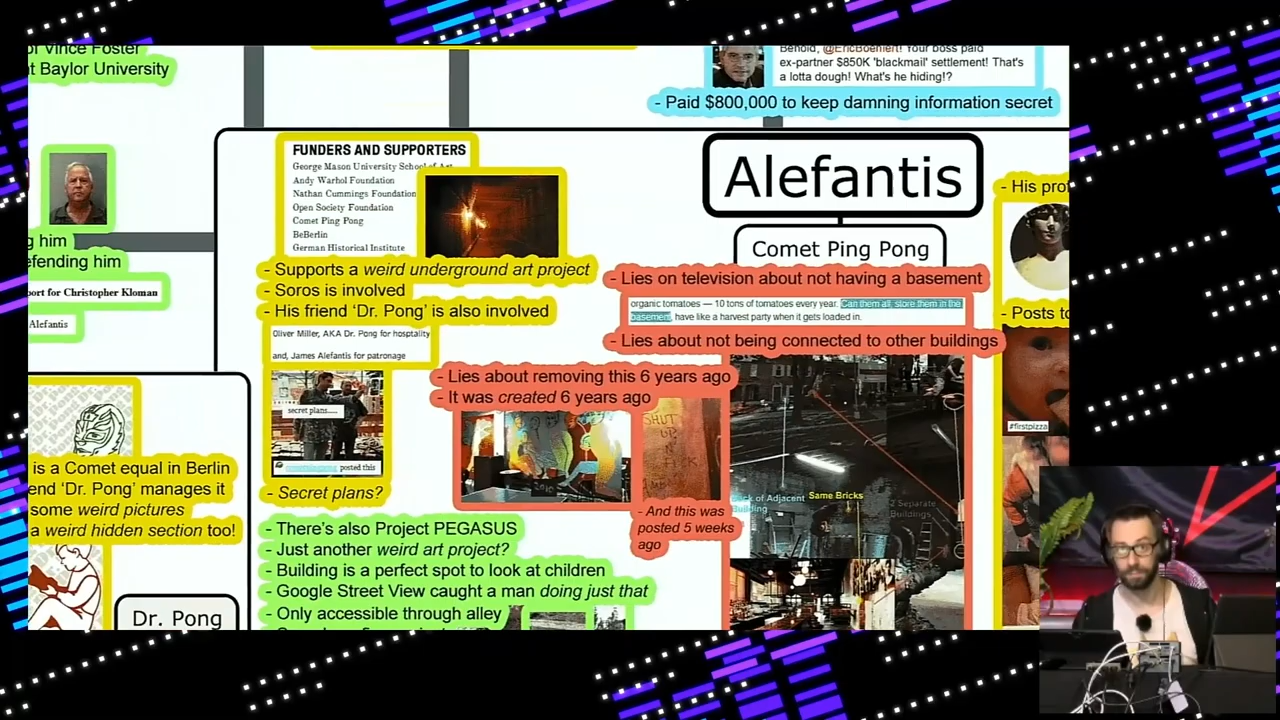 of Vince Foster
at Baylor University
Behold, @EricBoehlert! Your boss paid
ex-partner $850K 'blackmail' settlement! That's
a lotta dough! What's he hiding!?
- Paid $800,000 to keep damning information secret
FUNDERS AND SUPPORTERS
George Mason University School of Art
Andy Warhol Foundation
Nathan Cummings Foundation
Open Society Foundation
Comet Ping Pong
BeBerlin
German Historical Institute
Alefantis
Comet Ping Pong
- His prof
g him
efending him
port for Christopher Kloman
Alefantis
- Supports a weird underground art project
- Soros is involved
- His friend ‘Dr. Pong’ is also involved
Oliver Miller, AKA Dr. Pong for hospitality
and, James Alefantis for patronage
- Lies on television about not having a basement
organic tomatoes — 10 tons of tomatoes every year. Can them all, store them in the
basement, have like a harvest party when it gets loaded in.
- Lies about not being connected to other buildings
- Posts to
- Lies about removing this 6 years ago
- It was created 6 years ago
secret plans.....
posted this
- Secret plans?
SHUT
UP
#firstpizza
Back of Adjacent
Building
Same Bricks
Separate
Buildings
- And this was
posted 5 weeks
ago
is a Comet equal in Berlin
end ‘Dr. Pong’ manages it
some weird pictures
a weird hidden section too!
- There’s also Project PEGASUS
- Just another weird art project?
- Building is a perfect spot to look at children
- Google Street View caught a man doing just that
- Only accessible through alley
Dr. Pong